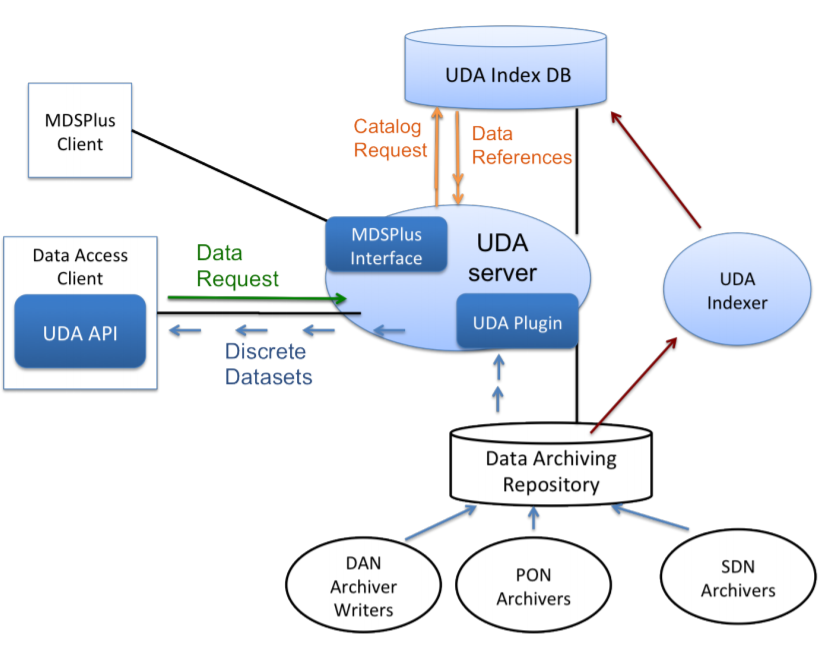 UDA Index DB
MDSPlus
Client
Catalog
Request
Data
References
MDSPlus
Interface
UDA
server
Data Access
Client
UDA API
Data
Request
UDA
Indexer
UDA Plugin
Discrete
Datasets
Data Archiving
Repository
DAN
Archiver
Writers
PON
Archivers
SDN
Archivers